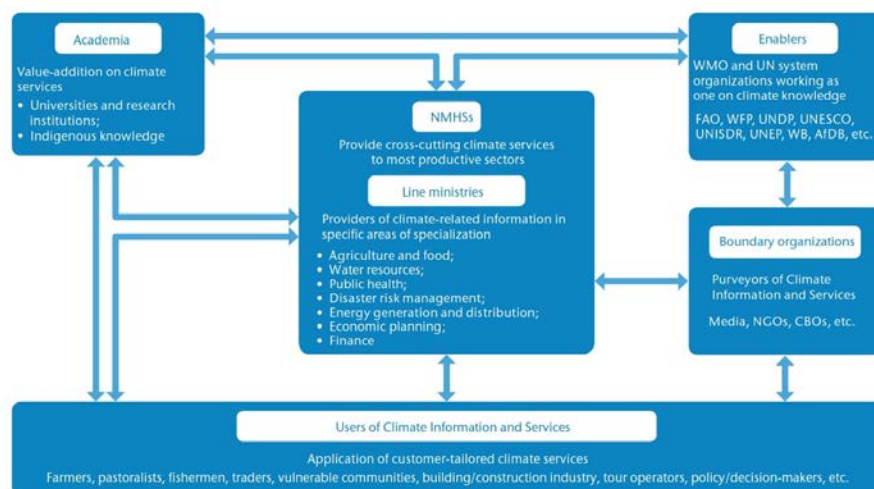 Academia
Value-addition on climate
services
• Universities and research
institutions;
• Indigenous knowledge
Enablers
WMO and UN system
organizations working as
one on climate knowledge
FAO, WFP, UNDP, UNESCO,
UNISDR, UNEP, WB, AfDB, etc.
NMHSs
Provide cross-cutting climate services
to most productive sectors
Line ministries
Providers of climate-related information in
specific areas of specialization
• Agriculture and food;
• Water resources;
• Public health;
• Disaster risk management;
• Energy generation and distribution;
• Economic planning;
• Finance
Boundary organizations
Purveyors of Climate
Information and Services
Media, NGOs, CBOs, etc.
Users of Climate Information and Services
Application of customer-tailored climate services
Farmers, pastoralists, fishermen, traders, vulnerable communities, building/construction industry, tour operators, policy/decision-makers, etc.